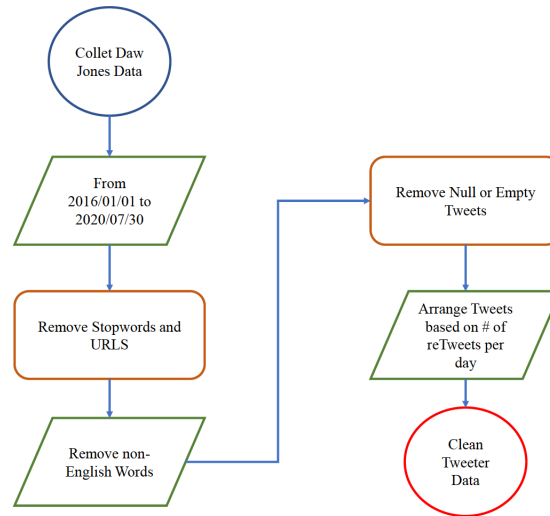 Collet Daw
Jones Data
From
2016/01/01 to
2020/07/30
Remove Stopwords and
URLS
Remove non-
English Words
Remove Null or Empty
Tweets
Arrange Tweets
based on # of
reTweets per
day
Clean
Tweeter
Data